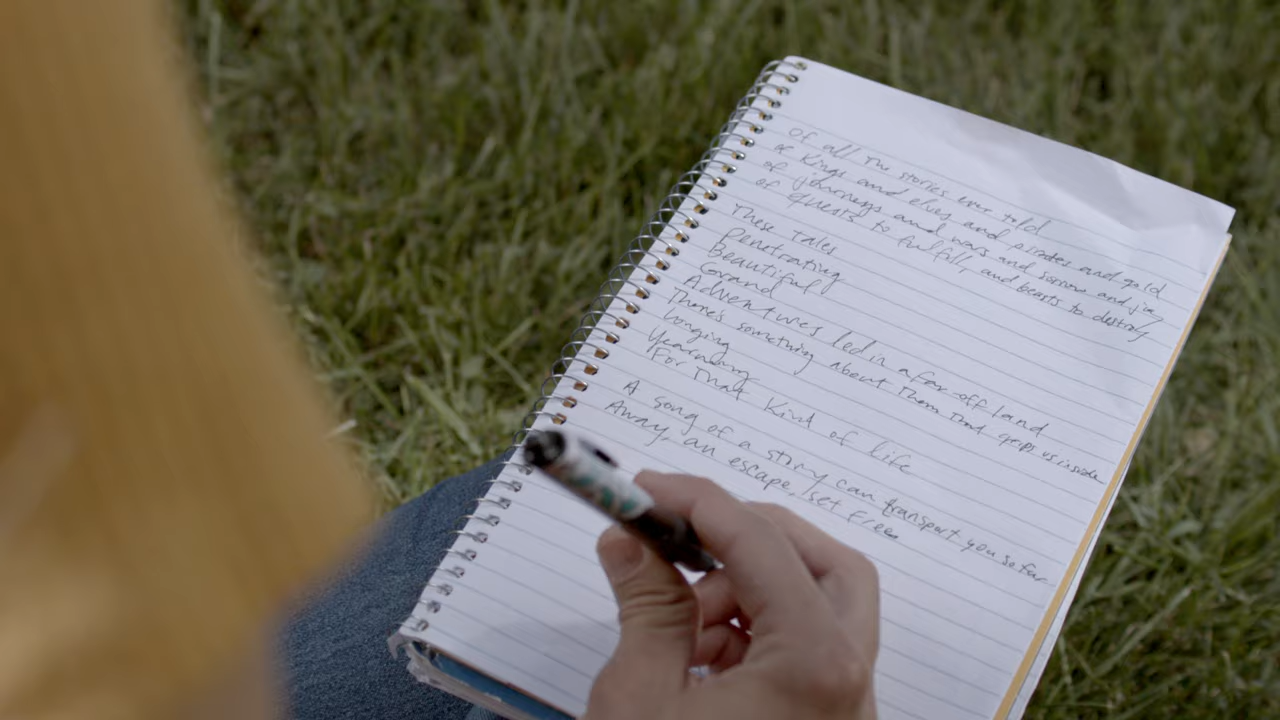 Of all The stories ever told
of Kings and elves and pirates and gold
of journeys and wars and sorrow and joy
of quests to fulfill, and beasts to destroy
These tales
Penetrating
Beautiful
Grand
Adventures led in a far-off land
There's something about Them That grips us inside
Longing
Yearning
For That Kind of life
A song of a story can transport you so far
Away, an escape, set free